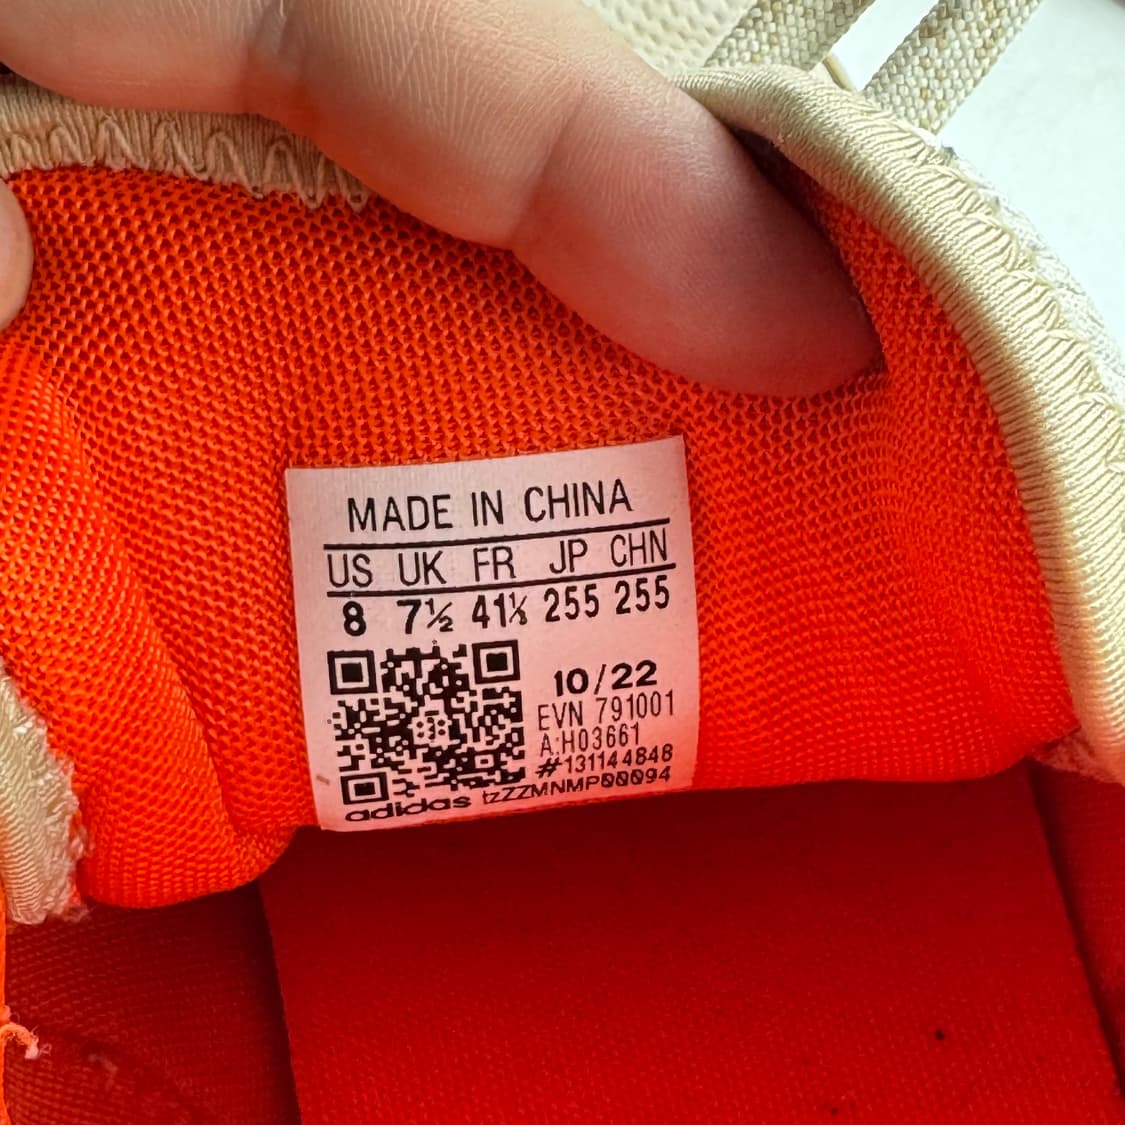 MADE IN CHINA
US UK FR JP CHN
8 7½ 41⅓ 255 255
10/22
EVN 791001
A:H03661
#131144848
adidas tzZZMNMP00094